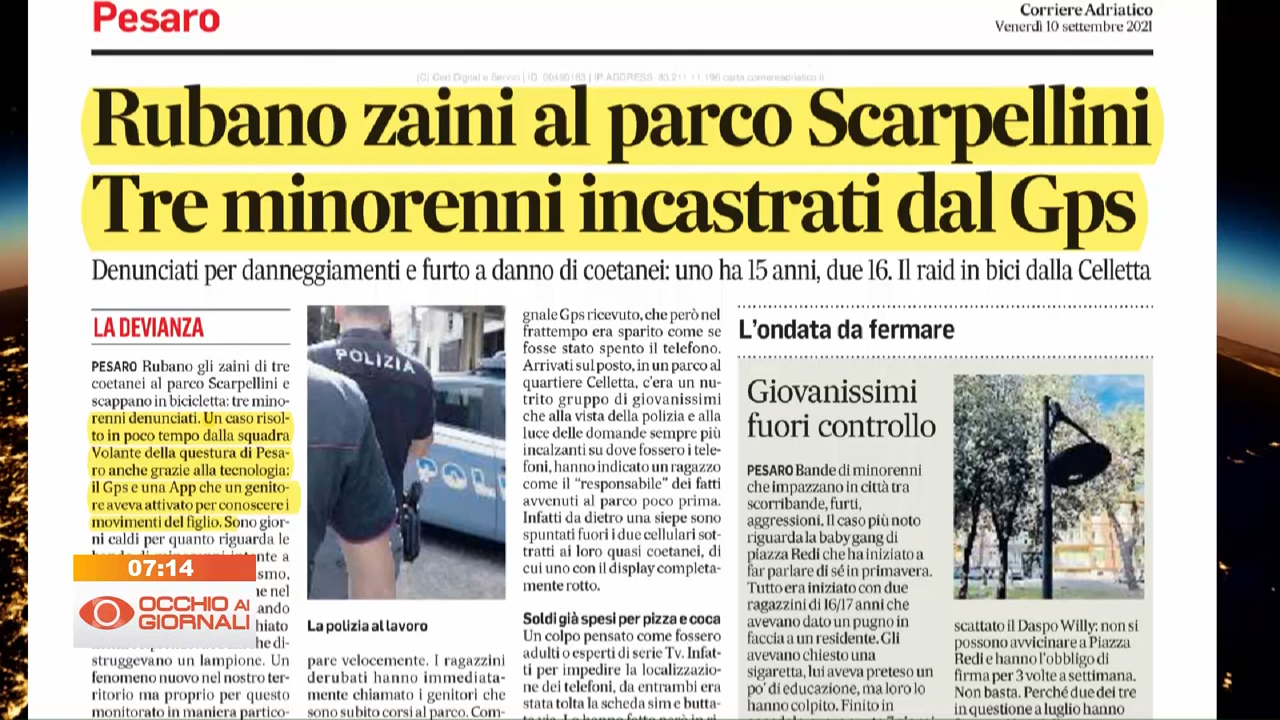 Pesaro
Corriere Adriatico
Venerdì 10 settembre 2021
Rubano zaini al parco Scarpellini
Tre minorenni incastrati dal Gps
Denunciati per danneggiamenti e furto a danno di coetanei: uno ha 15 anni, due 16. Il raid in bici dalla Celletta
LA DEVIANZA
PESARO Rubano gli zaini di tre
coetanei al parco Scarpellini e
scappano in bicicletta: tre mino-
renni denunciati. Un caso risol-
to in poco tempo dalla squadra
Volante della questura di Pesa-
ro anche grazie alla tecnologia:
il Gps e una App che un genito-
re aveva attivato per conoscere i
movimenti del figlio. Sono gior-
ni caldi per quanto riguarda le
07:14
OCCHIO AI
GIORNALI
struggevano un lampione. Un
fenomeno nuovo nel nostro ter-
ritorio ma proprio per questo
monitorato in maniera partico-
POLIZIA
POL
La polizia al lavoro
pare velocemente. I ragazzi
derubati hanno immediata-
mente chiamato i genitori che
sono subito corsi al parco. Com-
gnale Gps ricevuto, che però nel
frattempo era sparito come se
fosse stato spento il telefono.
Arrivati sul posto, in un parco al
quartiere Celletta, c'era un nu-
trito gruppo di giovanissimi
che alla vista della polizia e alla
luce delle domande sempre più
incalzanti su dove fossero i tele-
foni, hanno indicato un ragazzo
come il "responsabile" dei fatti
avvenuti al parco poco prima.
Infatti da dietro una siepe sono
spuntati fuori i due cellulari sot-
tratti ai loro quasi coetanei, di
cui uno con il display completa-
mente rotto.
Soldi già spesi per pizza e coca
Un colpo pensato come fossero
adulti o esperti di serie Tv. Infat-
ti per impedire la localizzazio-
ne dei telefoni, da entrambi era
stata tolta la scheda sim e butta-
L'ondata da fermare
Giovanissimi
fuori controllo
PESARO Bande di minorenni
che impazzano in città tra
scorribande, furti,
aggressioni. Il caso più noto
riguarda la baby gang di
piazza Redi che ha iniziato a
far parlare di sé in primavera.
Tutto era iniziato con due
ragazzini di 16/17 anni che
avevano dato un pugno in
faccia a un residente. Gli
avevano chiesto una
sigaretta, lui aveva preteso un
po' di educazione, ma loro lo
hanno colpito. Finito in
scattato il Daspo Willy: non si
possono avvicinare a Piazza
Redi e hanno l'obbligo di
firma per 3 volte a settimana.
Non basta. Perché due dei tre
in questione a luglio hanno